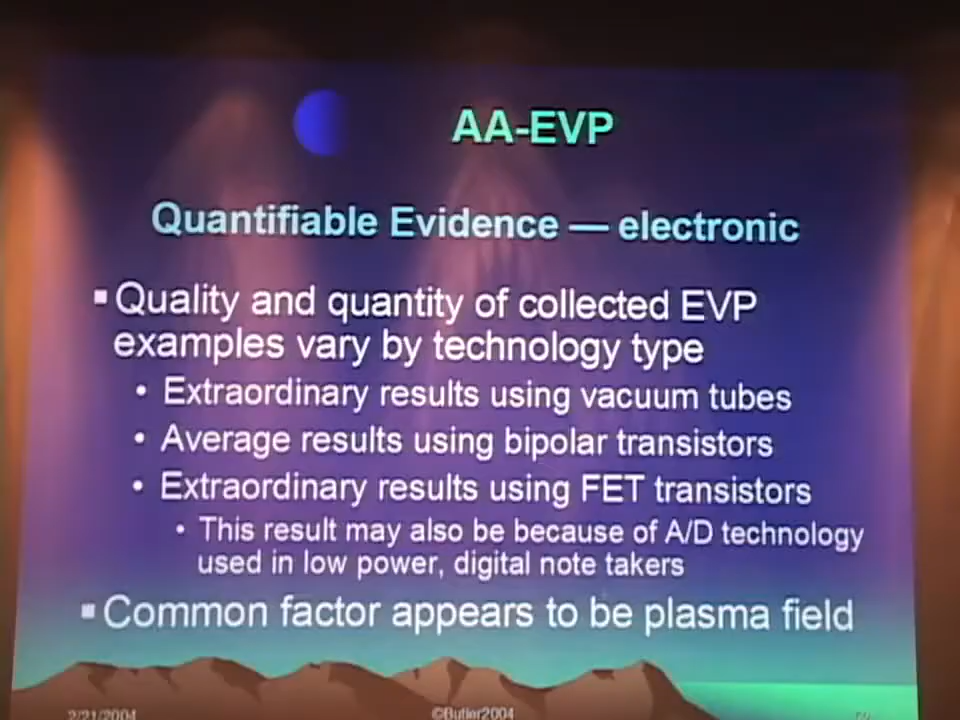 AA-EVP
Quantifiable Evidence — electronic
▪ Quality and quantity of collected EVP
examples vary by technology type
• Extraordinary results using vacuum tubes
• Average results using bipolar transistors
• Extraordinary results using FET transistors
• This result may also be because of A/D technology
used in low power, digital note takers
▪ Common factor appears to be plasma field
2/21/2004 ©Butler2004